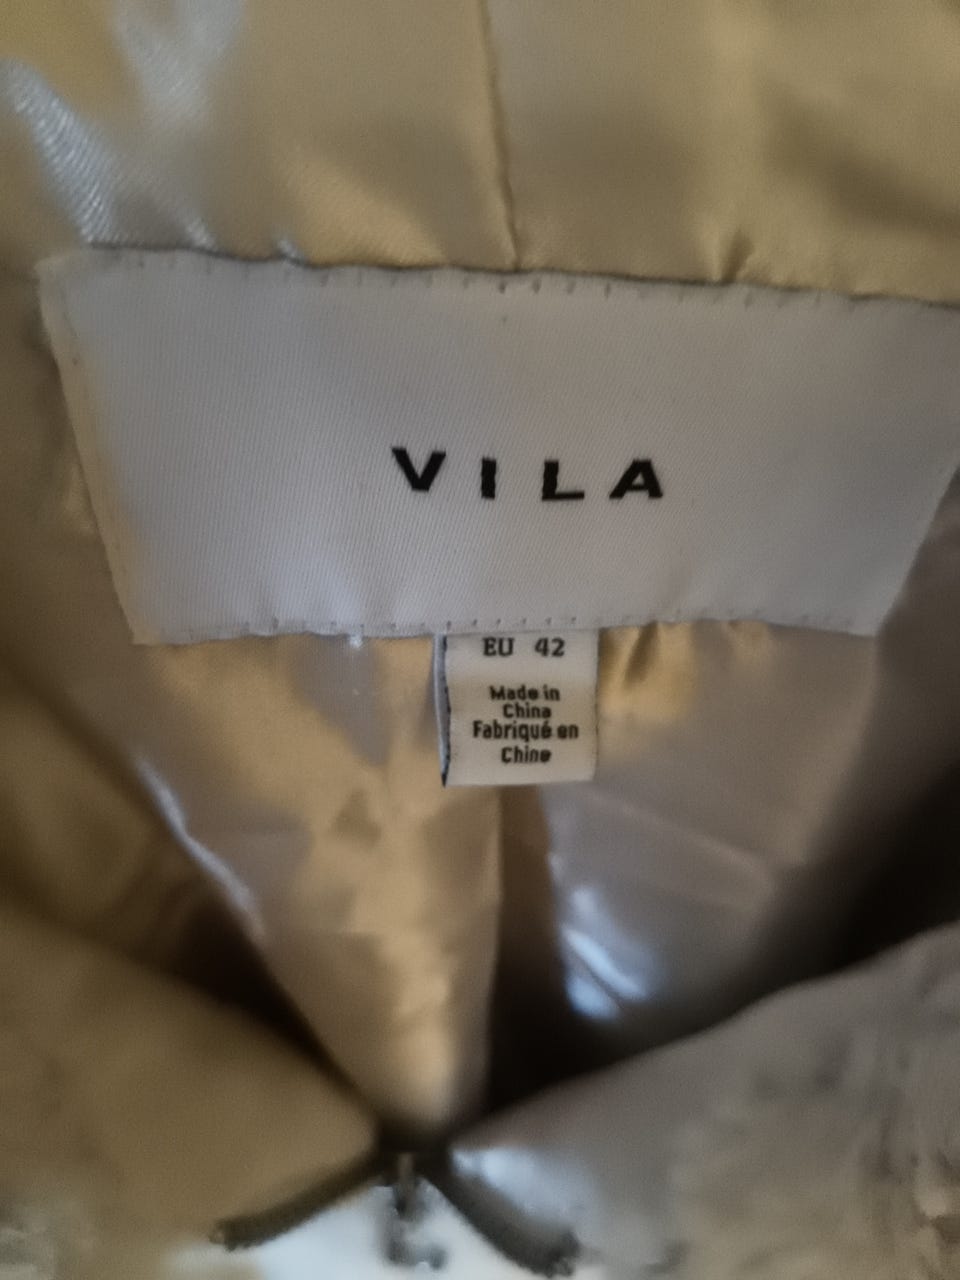 VILA
EU 42
Made in
China
Fabriqué en
Chine